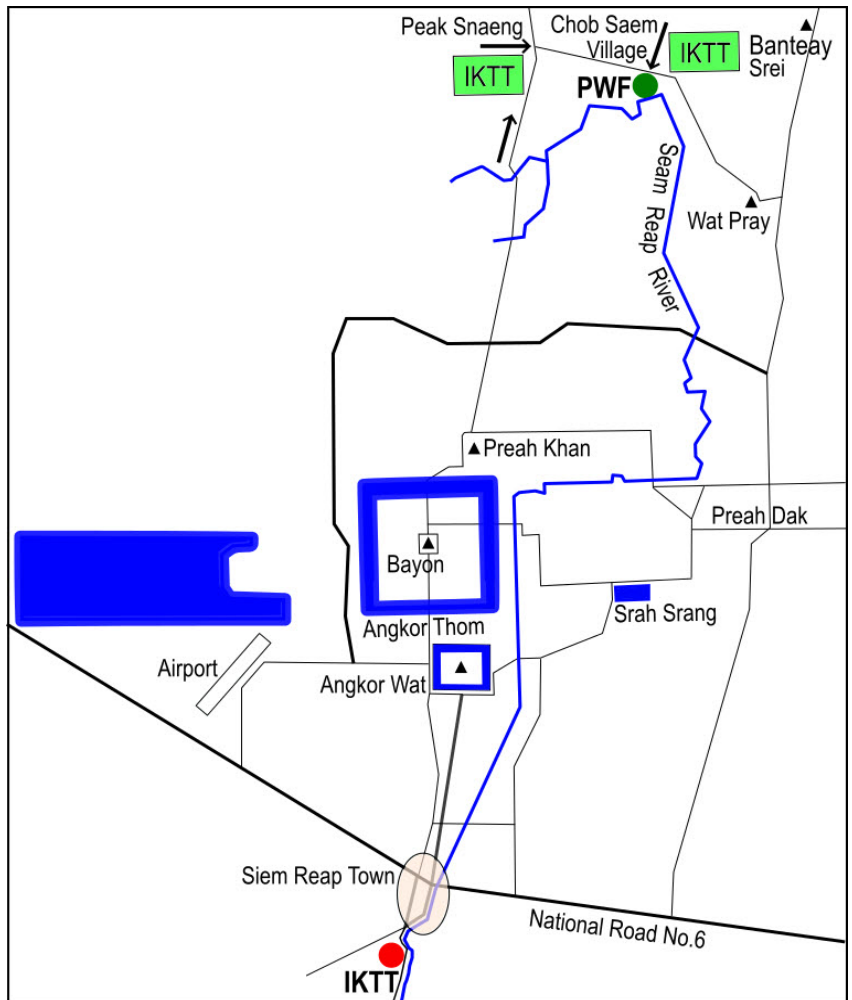 Peak Snaeng
Chob Saem
Village
IKTT
IKTT
Banteay
Srei
PWF
Seam Reap River
Wat Pray
Preah Khan
Preah Dak
Bayon
Srah Srang
Angkor Thom
Airport
Angkor Wat
Siem Reap Town
National Road No.6
IKTT